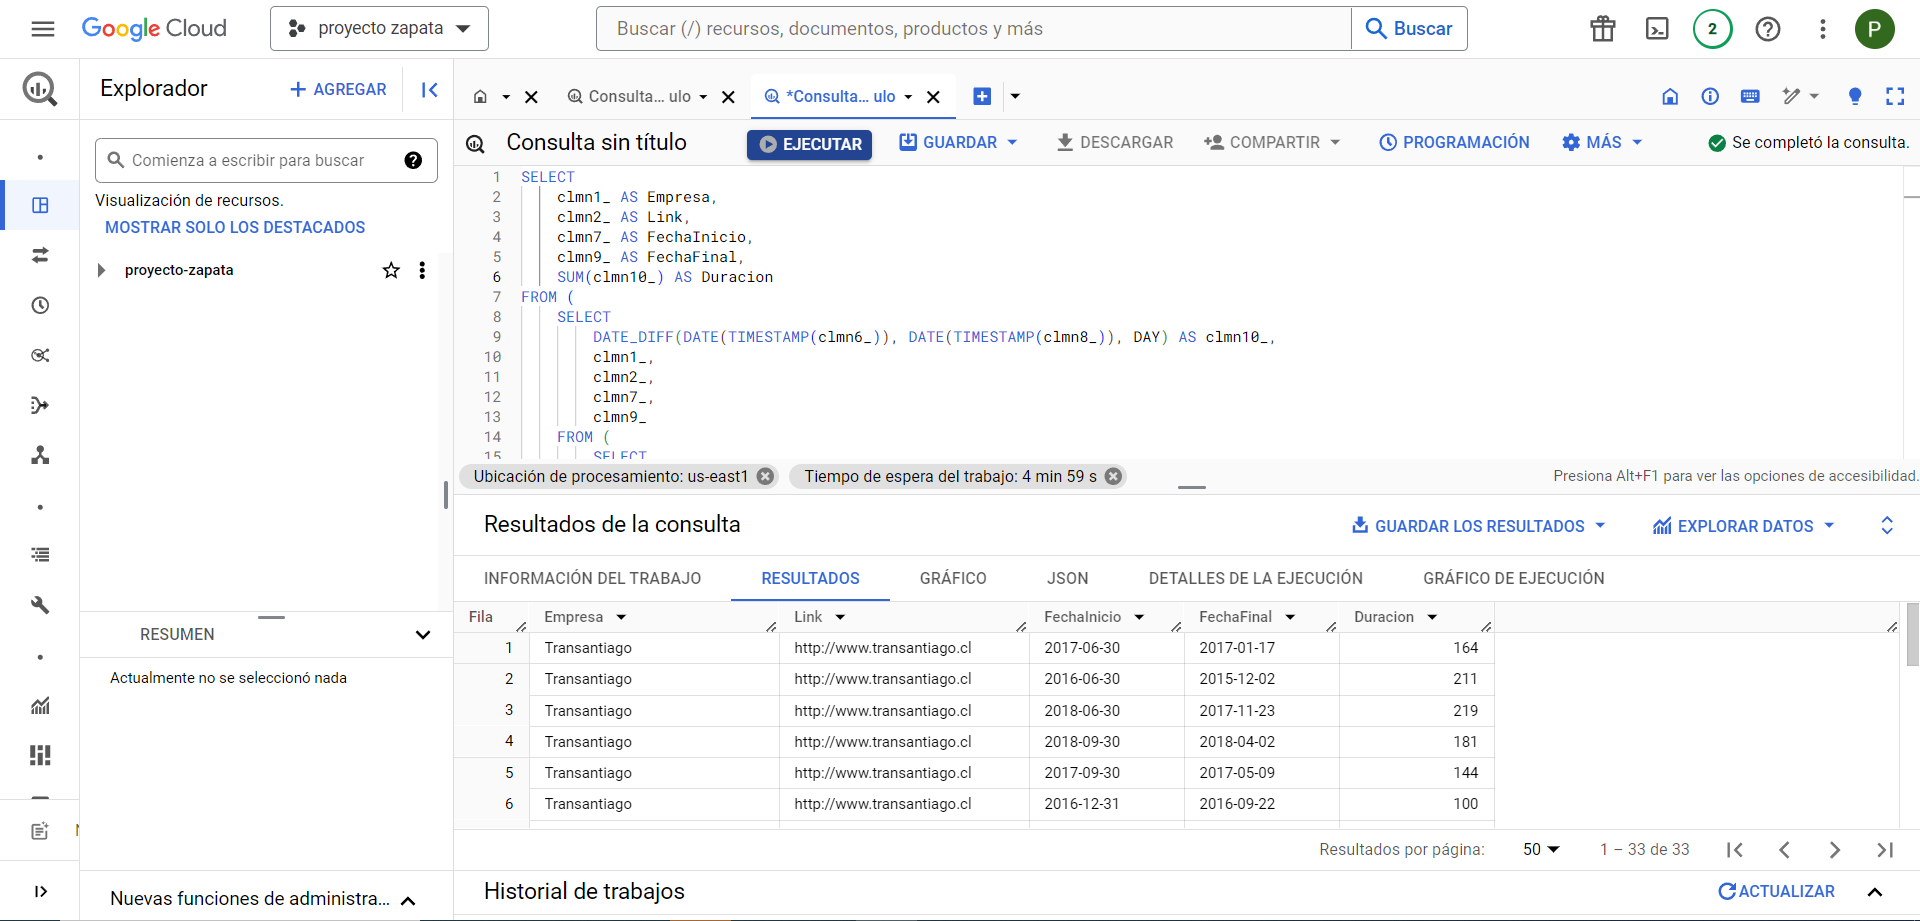 Google Cloud
proyecto zapata
Buscar (/) recursos, documentos, productos y más
Buscar
2
P
Explorador
AGREGAR
Consulta... ulo
*Consulta... ulo
Comienza a escribir para buscar
Visualización de recursos.
MOSTRAR SOLO LOS DESTACADOS
proyecto-zapata
RESUMEN
Actualmente no se seleccionó nada
Nuevas funciones de administra...
Consulta sin título
EJECUTAR
GUARDAR
DESCARGAR
COMPARTIR
PROGRAMACIÓN
MÁS
Se completó la consulta.
1 SELECT
2 clmn1_ AS Empresa,
3 clmn2_ AS Link,
4 clmn7_ AS FechaInicio,
5 clmn9_ AS FechaFinal,
6 SUM(clmn10_) AS Duracion
7 FROM (
8 SELECT
9 DATE_DIFF(DATE(TIMESTAMP(clmn6_)), DATE(TIMESTAMP(clmn8_)), DAY) AS clmn10_,
10 clmn1_,
11 clmn2_,
12 clmn7_,
13 clmn9_
14 FROM (
15 SELECT
Ubicación de procesamiento: us-east1
Tiempo de espera del trabajo: 4 min 59 s
Presiona Alt+F1 para ver las opciones de accesibilidad.
Resultados de la consulta
GUARDAR LOS RESULTADOS
EXPLORAR DATOS
INFORMACIÓN DEL TRABAJO
RESULTADOS
GRÁFICO
JSON
DETALLES DE LA EJECUCIÓN
GRÁFICO DE EJECUCIÓN
Fila Empresa Link FechaInicio FechaFinal Duracion
1 Transantiago http://www.transantiago.cl 2017-06-30 2017-01-17 164
2 Transantiago http://www.transantiago.cl 2016-06-30 2015-12-02 211
3 Transantiago http://www.transantiago.cl 2018-06-30 2017-11-23 219
4 Transantiago http://www.transantiago.cl 2018-09-30 2018-04-02 181
5 Transantiago http://www.transantiago.cl 2017-09-30 2017-05-09 144
6 Transantiago http://www.transantiago.cl 2016-12-31 2016-09-22 100
Resultados por página: 50 1 – 33 de 33
Historial de trabajos
ACTUALIZAR